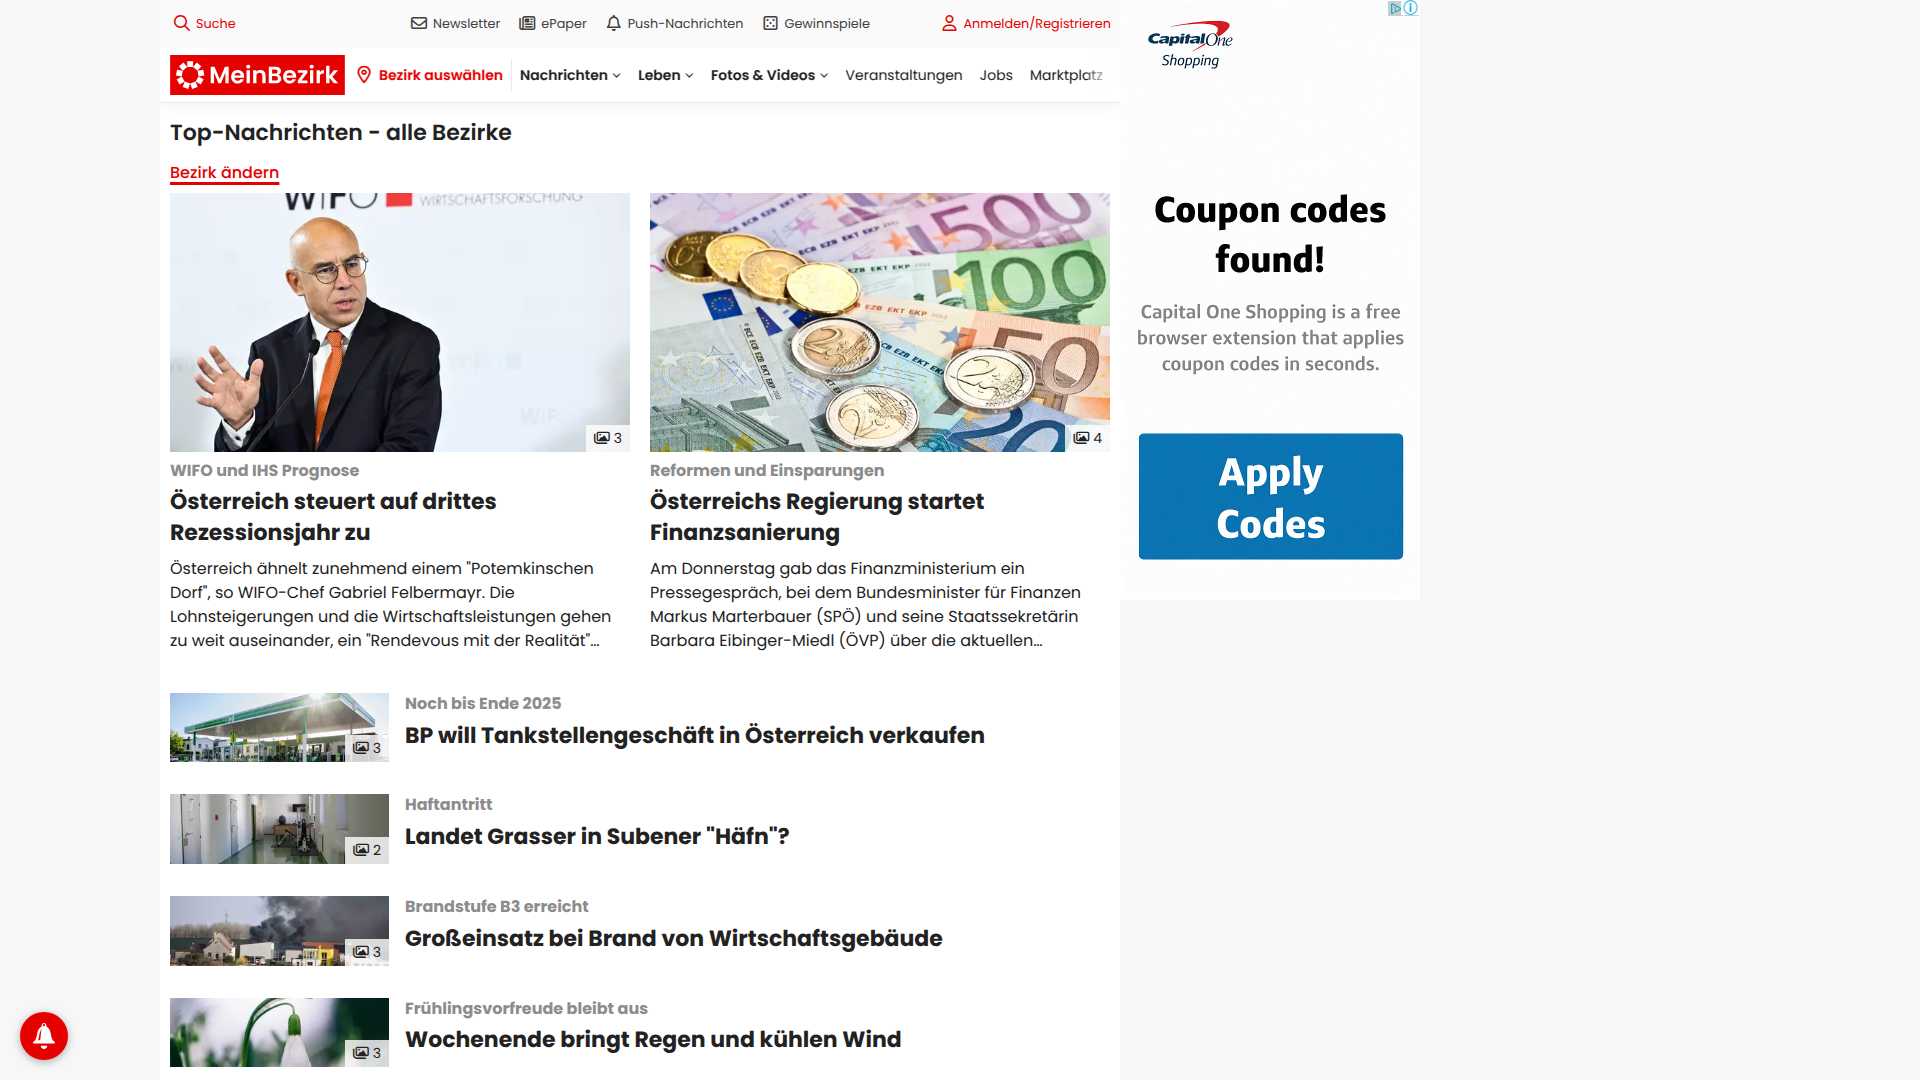 Suche
Newsletter
ePaper
Push-Nachrichten
Gewinnspiele
Anmelden/Registrieren
MeinBezirk
Bezirk auswählen
Nachrichten
Leben
Fotos & Videos
Veranstaltungen
Jobs
Marktplatz
Top-Nachrichten - alle Bezirke
Bezirk ändern
WIFO
WIRTSCHAFTSFORSCHUNG
3
WIFO und IHS Prognose
Österreich steuert auf drittes
Rezessionsjahr zu
Österreich ähnelt zunehmend einem "Potemkinschen
Dorf", so WIFO-Chef Gabriel Felbermayr. Die
Lohnsteigerungen und die Wirtschaftsleistungen gehen
zu weit auseinander, ein "Rendevous mit der Realität"...
500
100
50
20
4
Reformen und Einsparungen
Österreichs Regierung startet
Finanzsanierung
Am Donnerstag gab das Finanzministerium ein
Pressegespräch, bei dem Bundesminister für Finanzen
Markus Marterbauer (SPÖ) und seine Staatssekretärin
Barbara Eibinger-Miedl (ÖVP) über die aktuellen...
3
Noch bis Ende 2025
BP will Tankstellengeschäft in Österreich verkaufen
2
Haftantritt
Landet Grasser in Subener "Häfn"?
3
Brandstufe B3 erreicht
Großeinsatz bei Brand von Wirtschaftsgebäude
3
Frühlingsvorfreude bleibt aus
Wochenende bringt Regen und kühlen Wind
CapitalOne
Shopping
Coupon codes
found!
Capital One Shopping is a free
browser extension that applies
coupon codes in seconds.
Apply
Codes